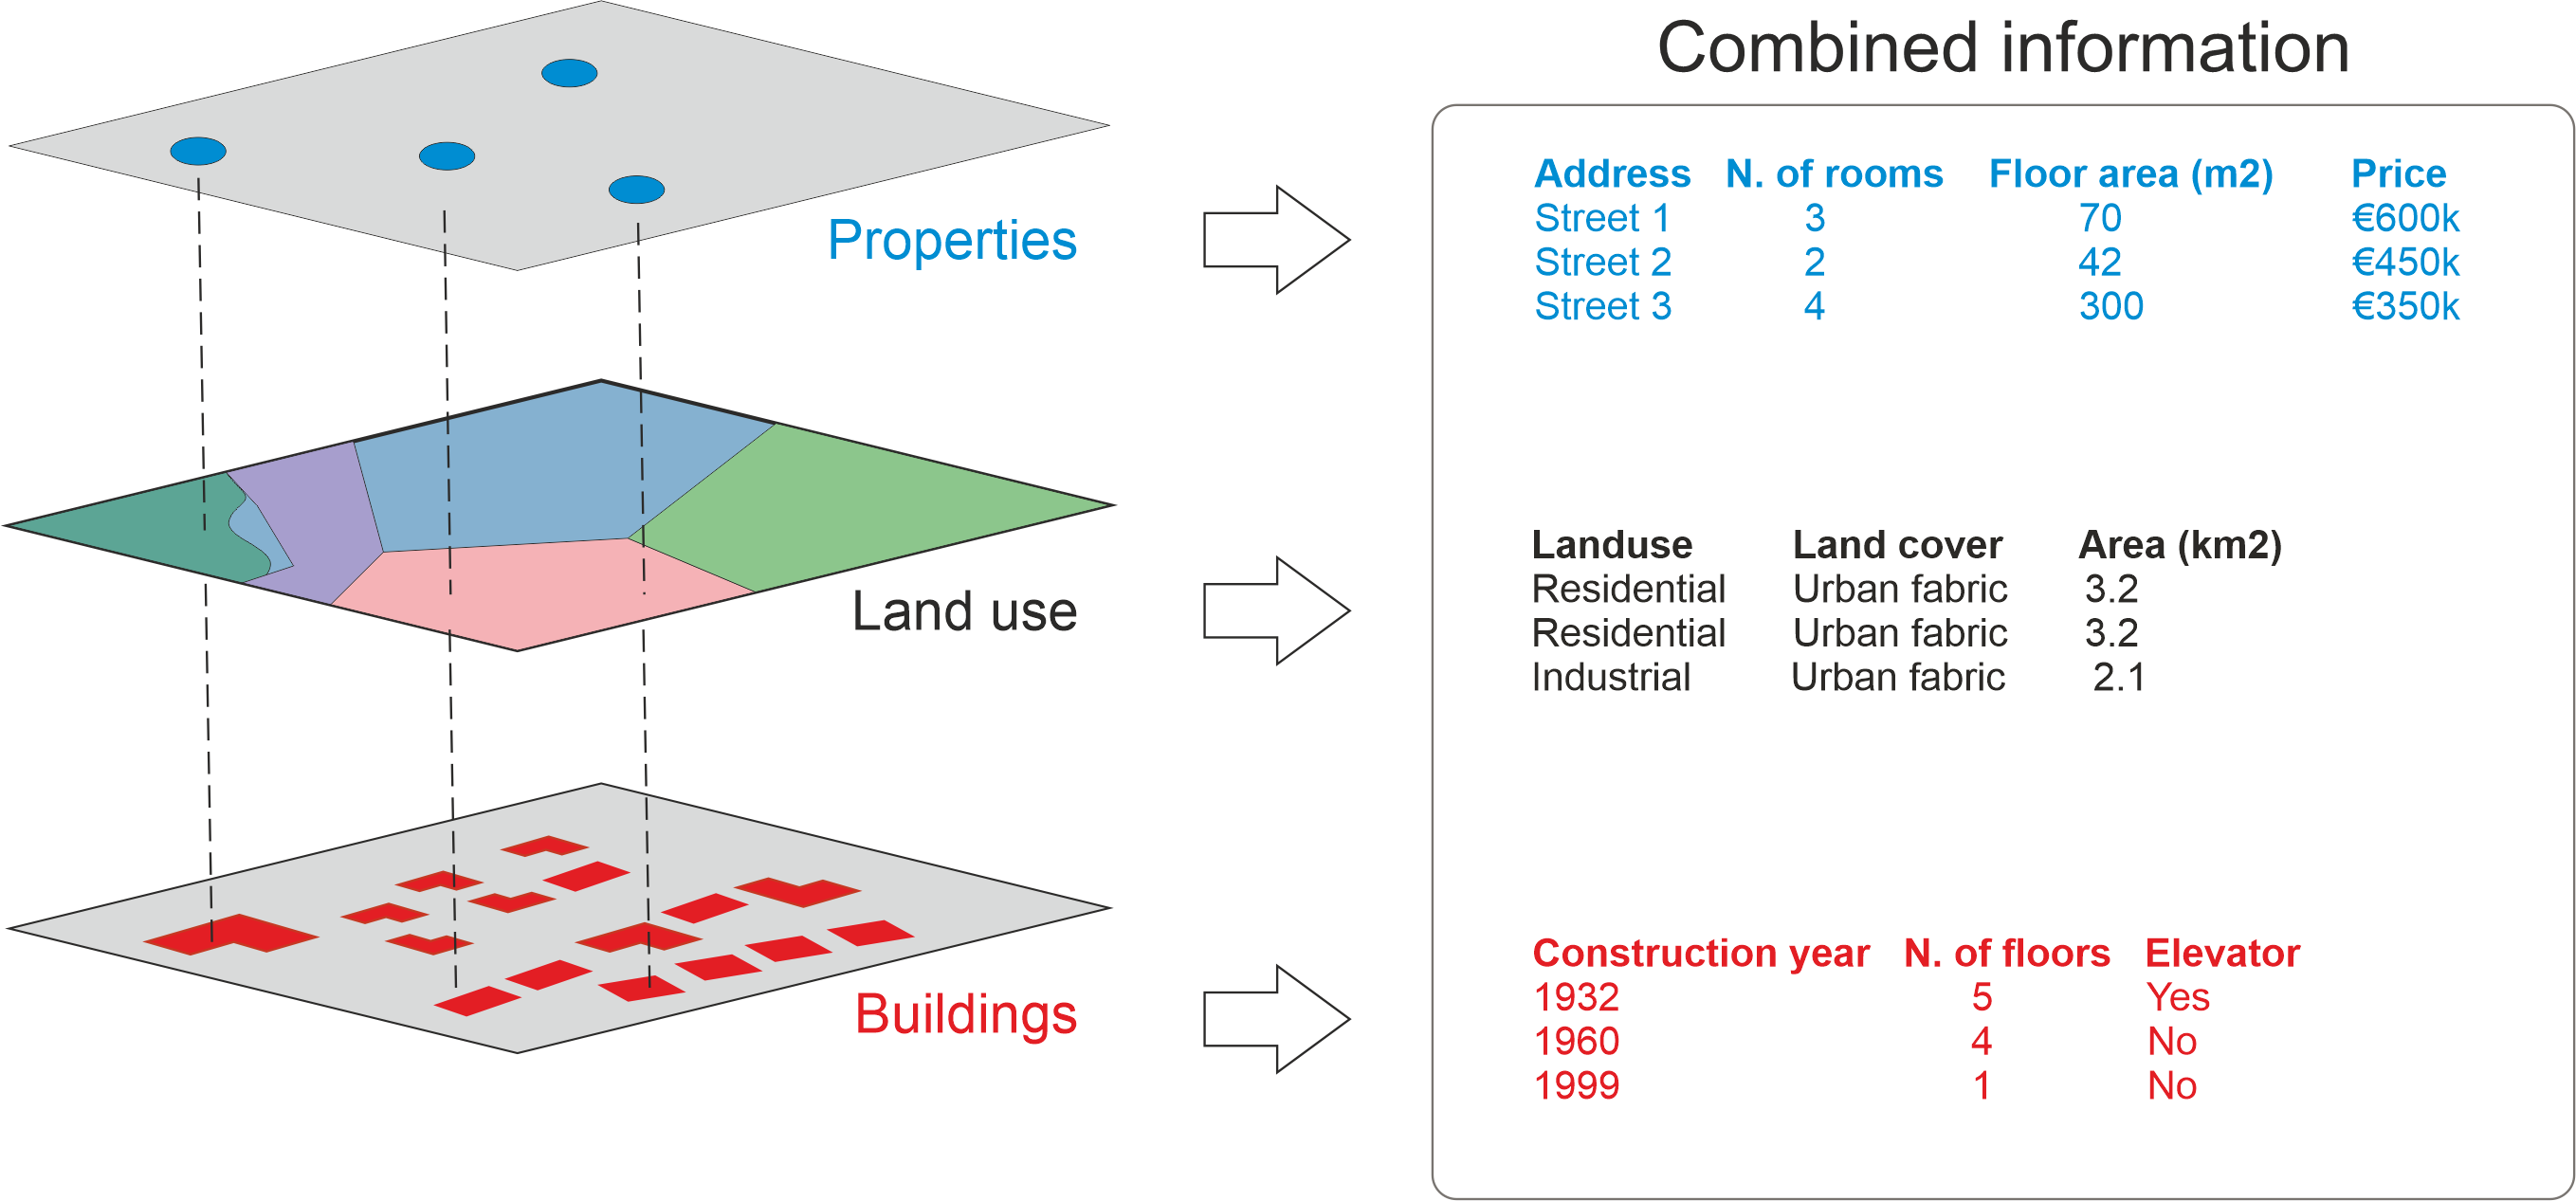 Combined information
Properties
Address N. of rooms Floor area (m2) Price
Street 1 3 70 €600k
Street 2 2 42 €450k
Street 3 4 300 €350k
Land use
Landuse Land cover Area (km2)
Residential Urban fabric 3.2
Residential Urban fabric 3.2
Industrial Urban fabric 2.1
Buildings
Construction year N. of floors Elevator
1932 5 Yes
1960 4 No
1999 1 No